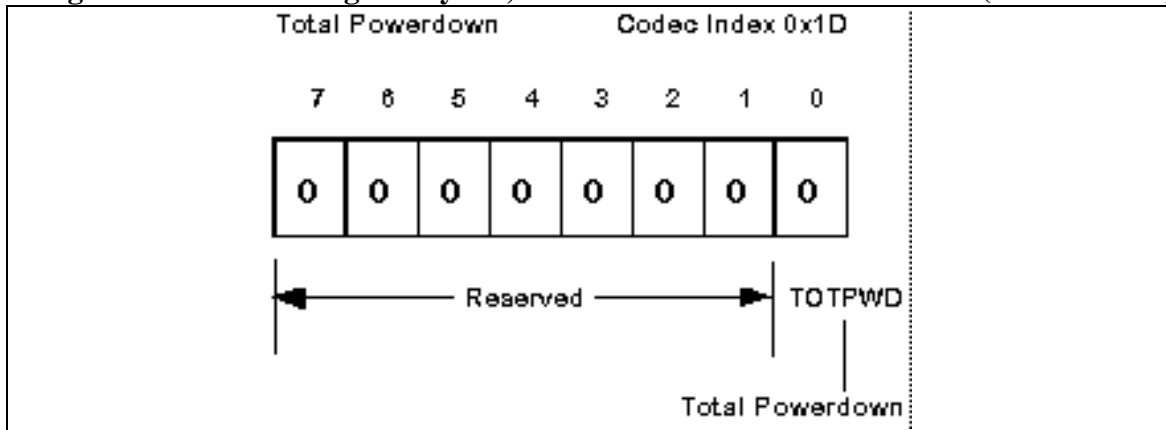 Total Powerdown Codec Index 0x1D
7 6 5 4 3 2 1 0
0 0 0 0 0 0 0 0
Reserved TOTPWD
Total Powerdown